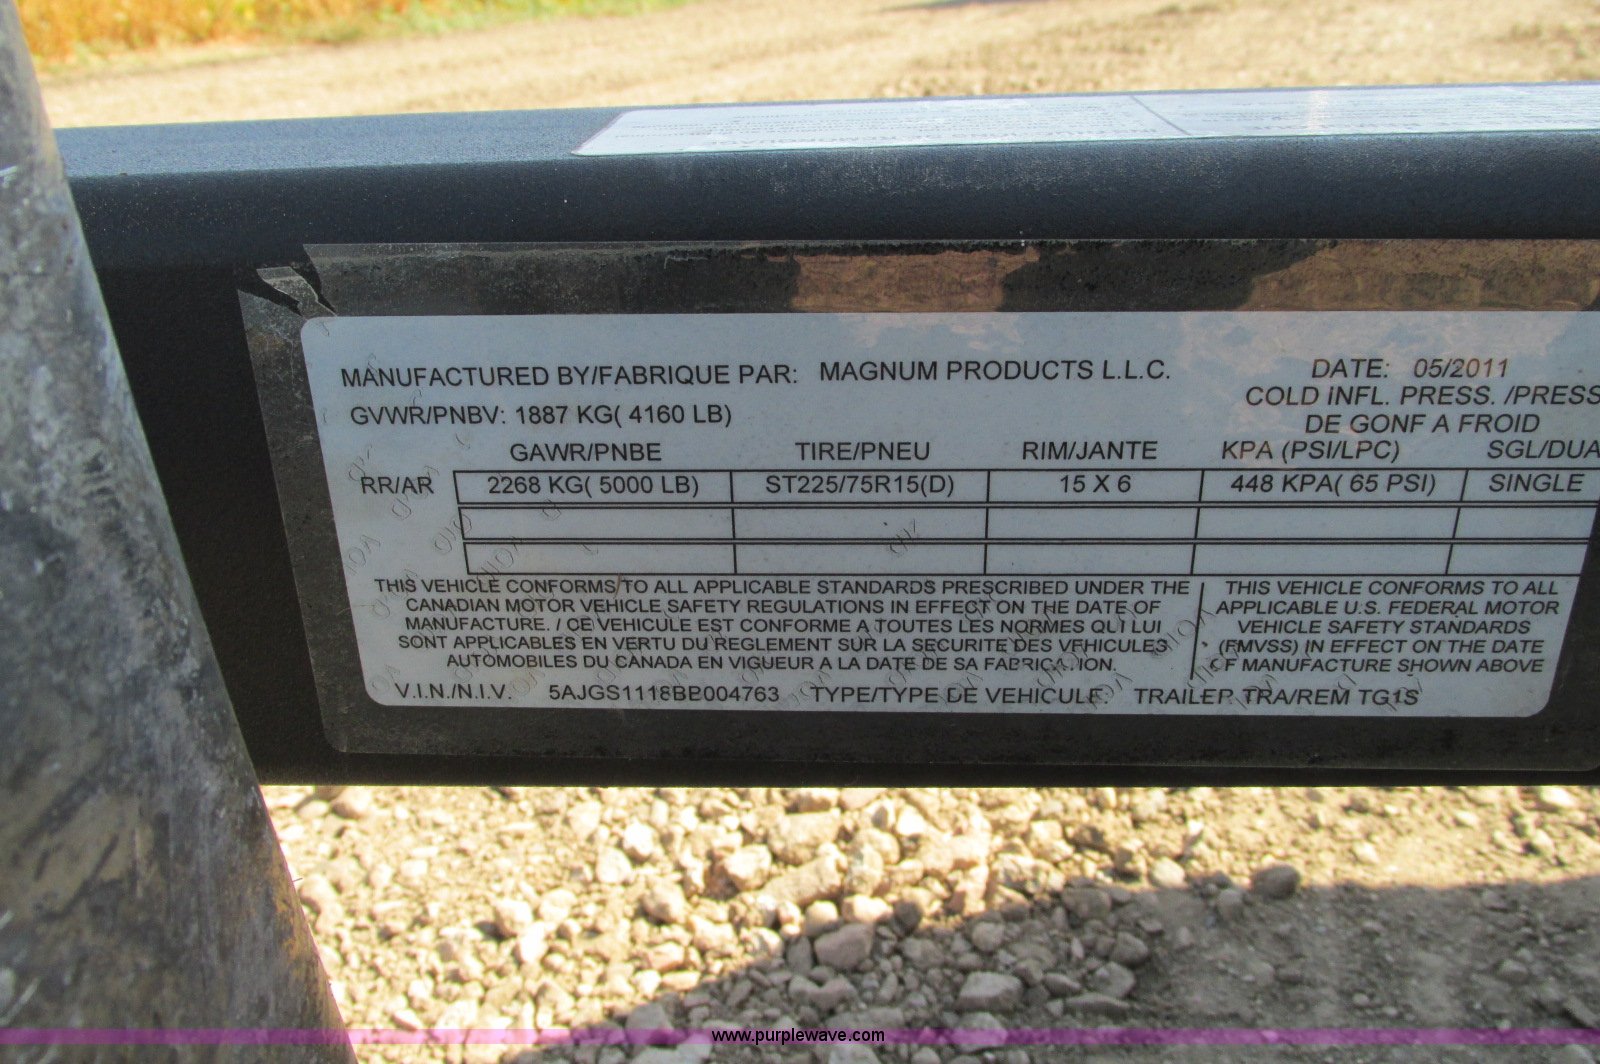 MANUFACTURED BY/FABRIQUE PAR: MAGNUM PRODUCTS L.L.C. DATE: 05/2011
GVWR/PNBV: 1887 KG( 4160 LB) COLD INFL. PRESS. /PRESS
DE GONF A FROID
GAWR/PNBE TIRE/PNEU RIM/JANTE KPA (PSI/LPC) SGL/DUA
RR/AR 2268 KG( 5000 LB) ST225/75R15(D) 15 X 6 448 KPA( 65 PSI) SINGLE
THIS VEHICLE CONFORMS TO ALL APPLICABLE STANDARDS PRESCRIBED UNDER THE
CANADIAN MOTOR VEHICLE SAFETY REGULATIONS IN EFFECT ON THE DATE OF
MANUFACTURE. / CE VEHICULE EST CONFORME A TOUTES LES NORMES QUI LUI
SONT APPLICABLES EN VERTU DU REGLEMENT SUR LA SECURITE DES VEHICULES
AUTOMOBILES DU CANADA EN VIGUEUR A LA DATE DE SA FABRICATION.
THIS VEHICLE CONFORMS TO ALL
APPLICABLE U.S. FEDERAL MOTOR
VEHICLE SAFETY STANDARDS
(FMVSS) IN EFFECT ON THE DATE
OF MANUFACTURE SHOWN ABOVE
V.I.N./N.I.V. 5AJGS1118BB004763 TYPE/TYPE DE VEHICULE: TRAILER TRA/REM TG1S
www.purplewave.com